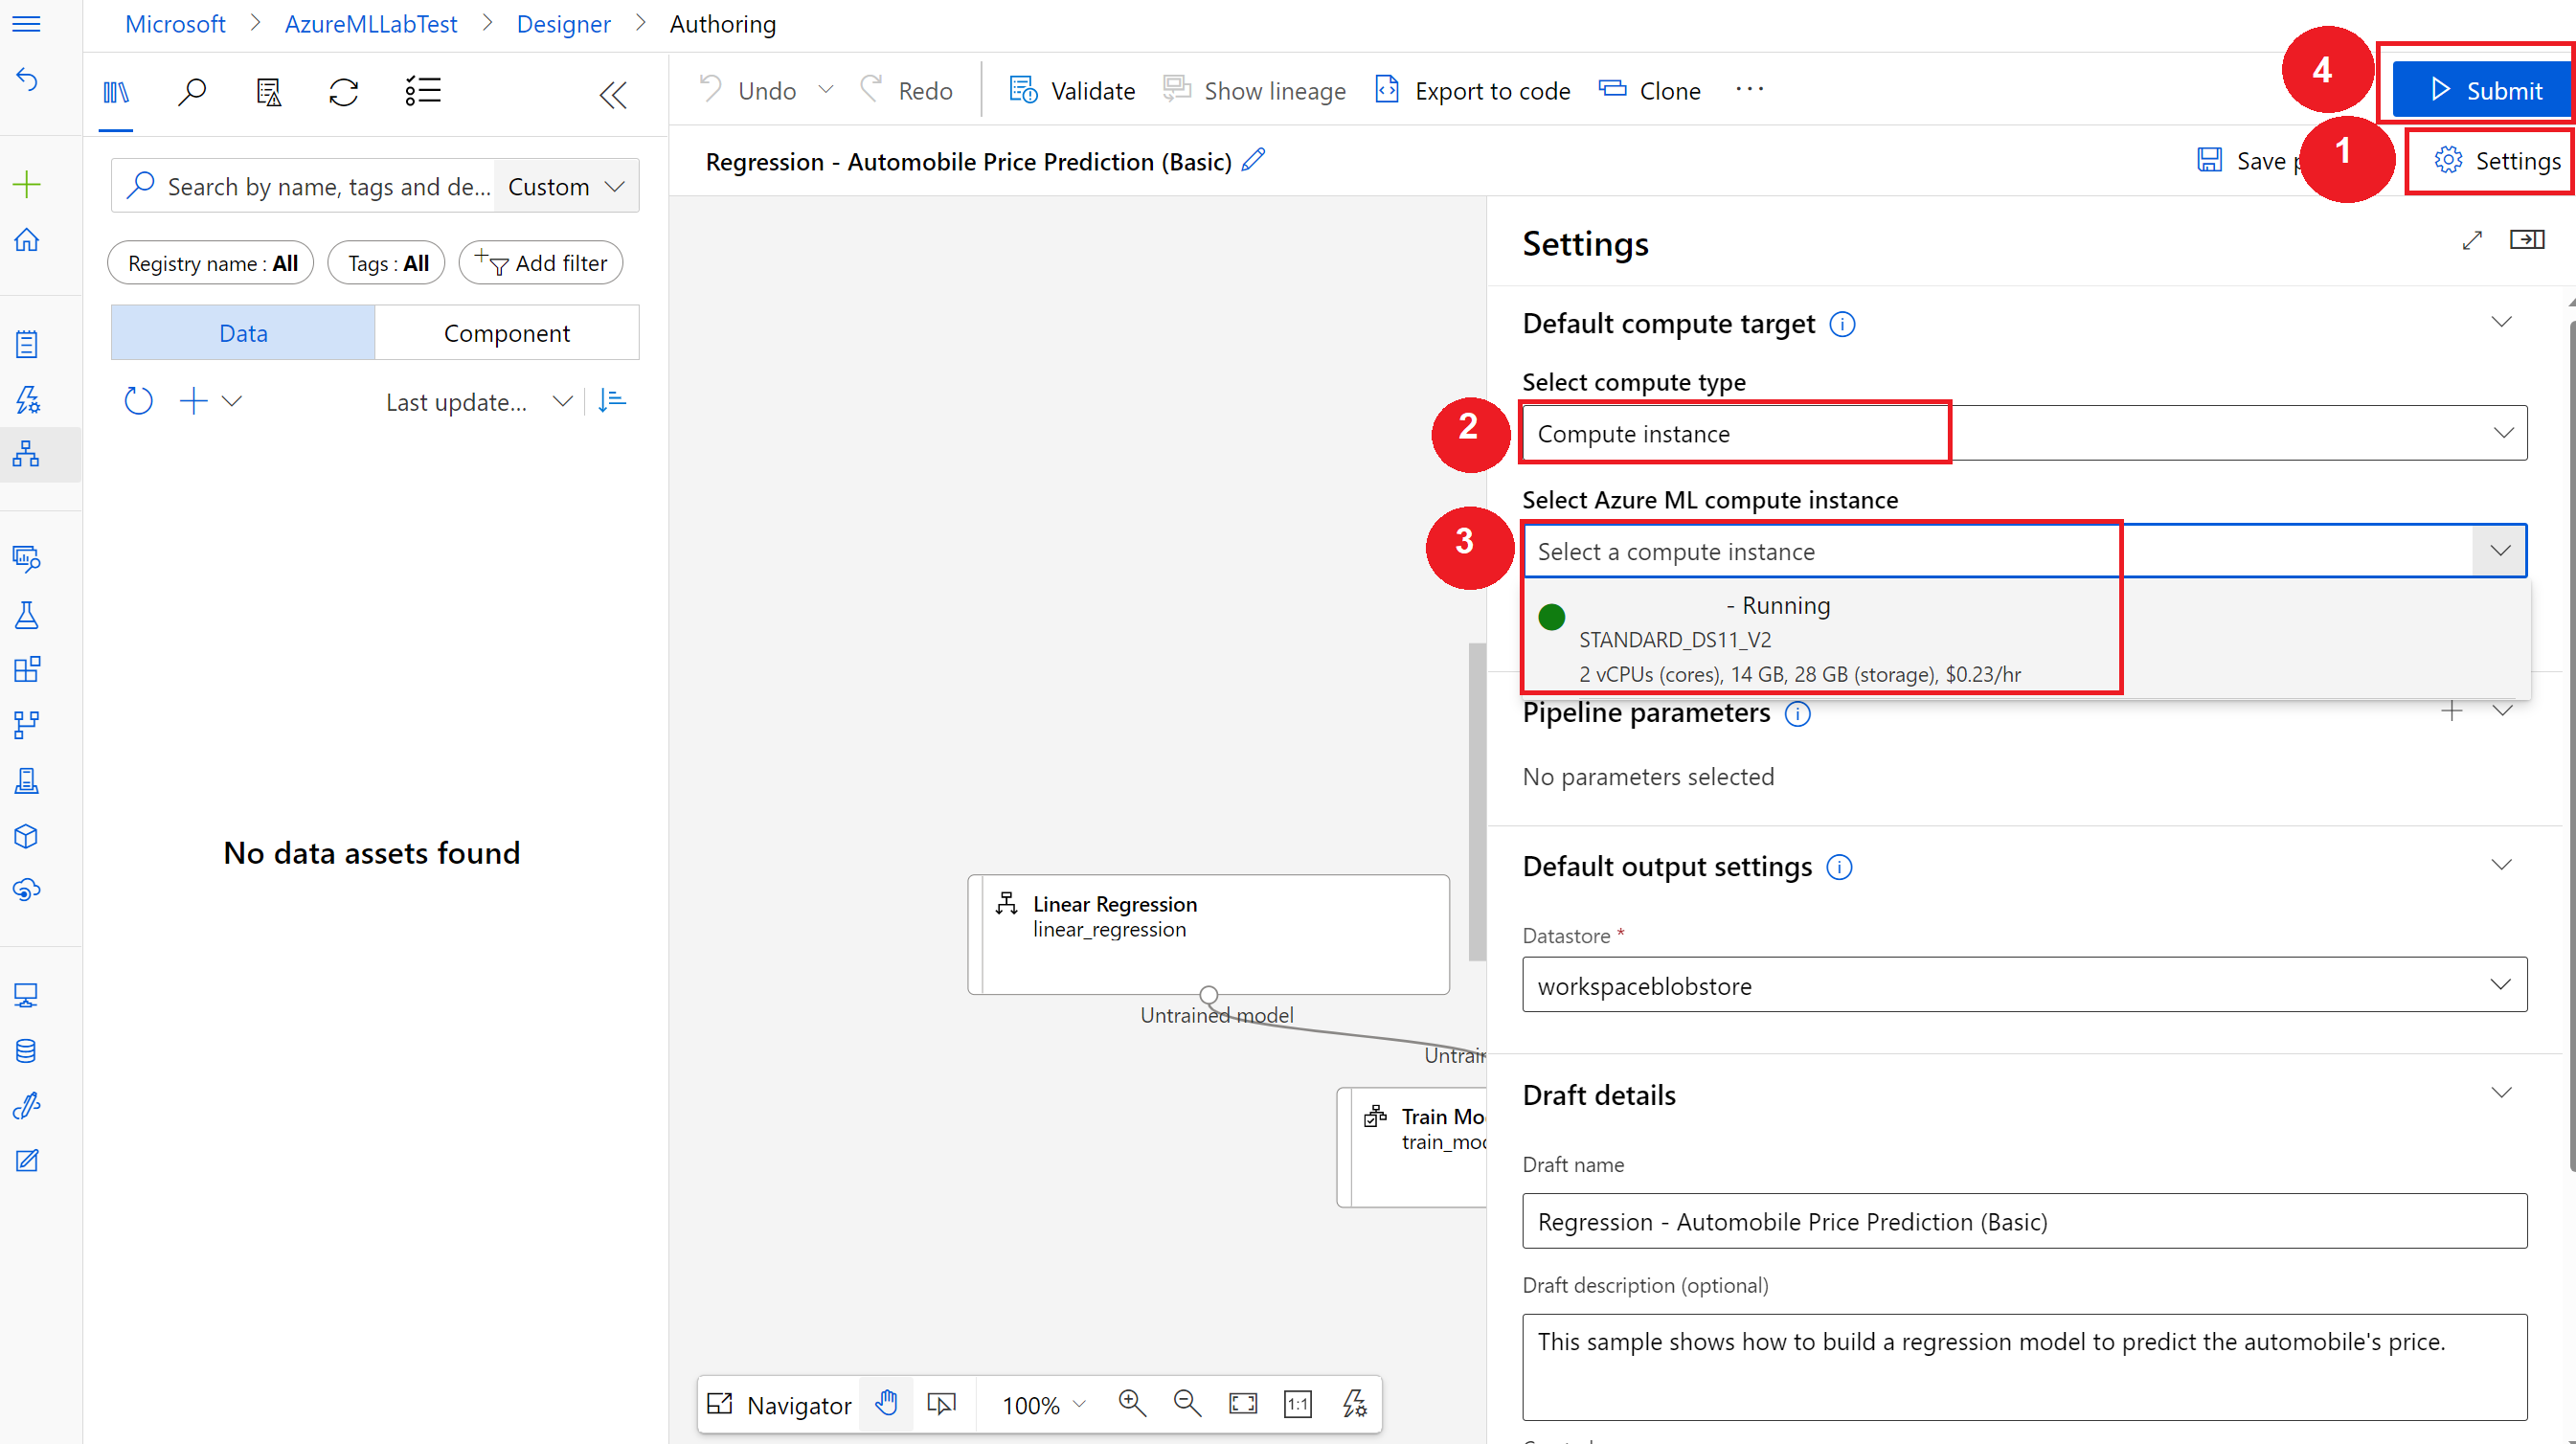 Microsoft > AzureMLLabTest > Designer > Authoring
Undo
Redo
Validate
Show lineage
Export to code
Clone
...
4
Submit
Search by name, tags and de...
Custom
Regression - Automobile Price Prediction (Basic)
Save
1
Settings
Registry name : All
Tags : All
Add filter
Data
Component
Last update...
No data assets found
Linear Regression
linear_regression
Untrained model
Train
Navigator
100%
1:1
Settings
Default compute target
Select compute type
2
Compute instance
Select Azure ML compute instance
3
Select a compute instance
- Running
STANDARD_DS11_V2
2 vCPUs (cores), 14 GB, 28 GB (storage), $0.23/hr
Pipeline parameters
No parameters selected
Default output settings
Datastore *
workspaceblobstore
Draft details
Draft name
Regression - Automobile Price Prediction (Basic)
Draft description (optional)
This sample shows how to build a regression model to predict the automobile's price.